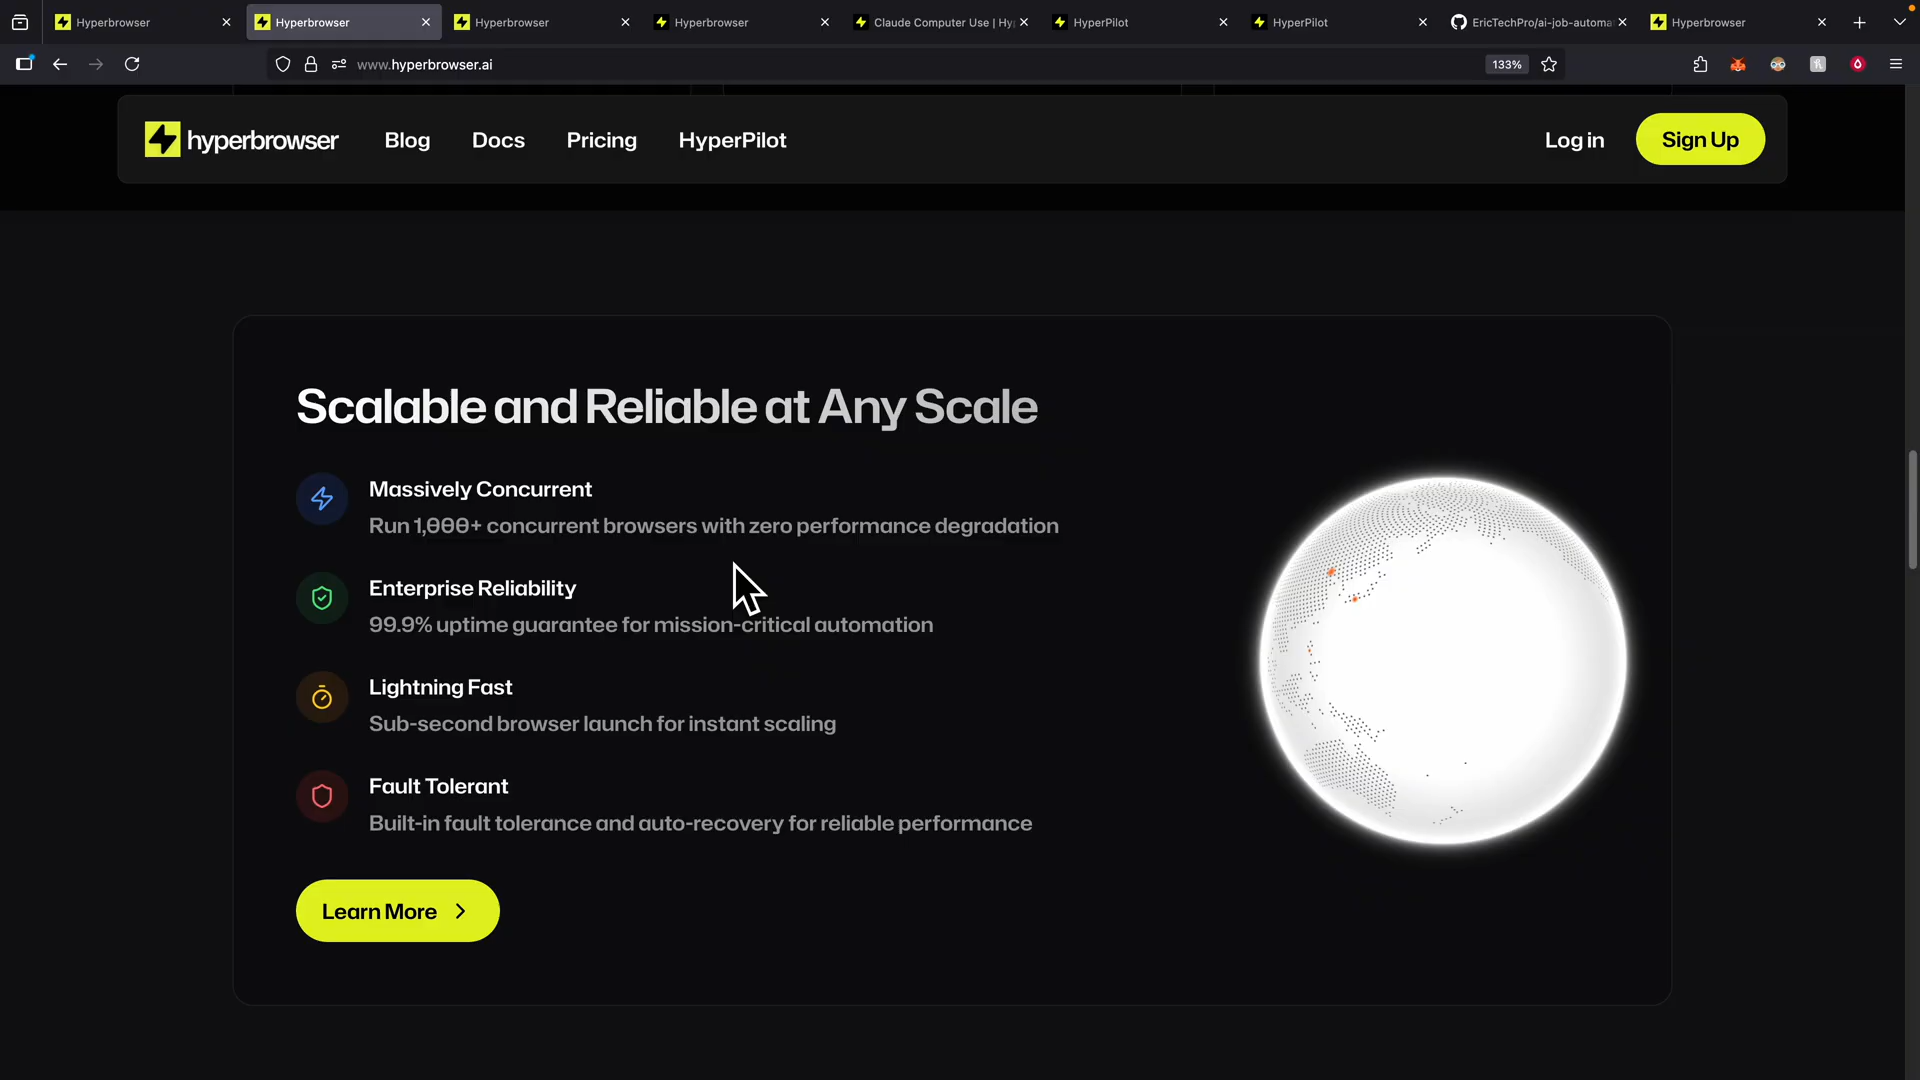 Hyperbrowser
Hyperbrowser
Hyperbrowser
Hyperbrowser
Claude Computer Use | Hy
HyperPilot
HyperPilot
EricTechPro/ai-job-automa
Hyperbrowser
www.hyperbrowser.ai
133%
hyperbrowser
Blog
Docs
Pricing
HyperPilot
Log in
Sign Up
Scalable and Reliable at Any Scale
Massively Concurrent
Run 1,000+ concurrent browsers with zero performance degradation
Enterprise Reliability
99.9% uptime guarantee for mission-critical automation
Lightning Fast
Sub-second browser launch for instant scaling
Fault Tolerant
Built-in fault tolerance and auto-recovery for reliable performance
Learn More